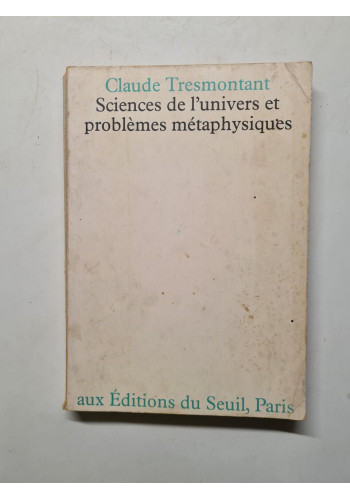 Claude Tresmontant
Sciences de l'univers et
problèmes métaphysiques
aux Éditions du Seuil, Paris